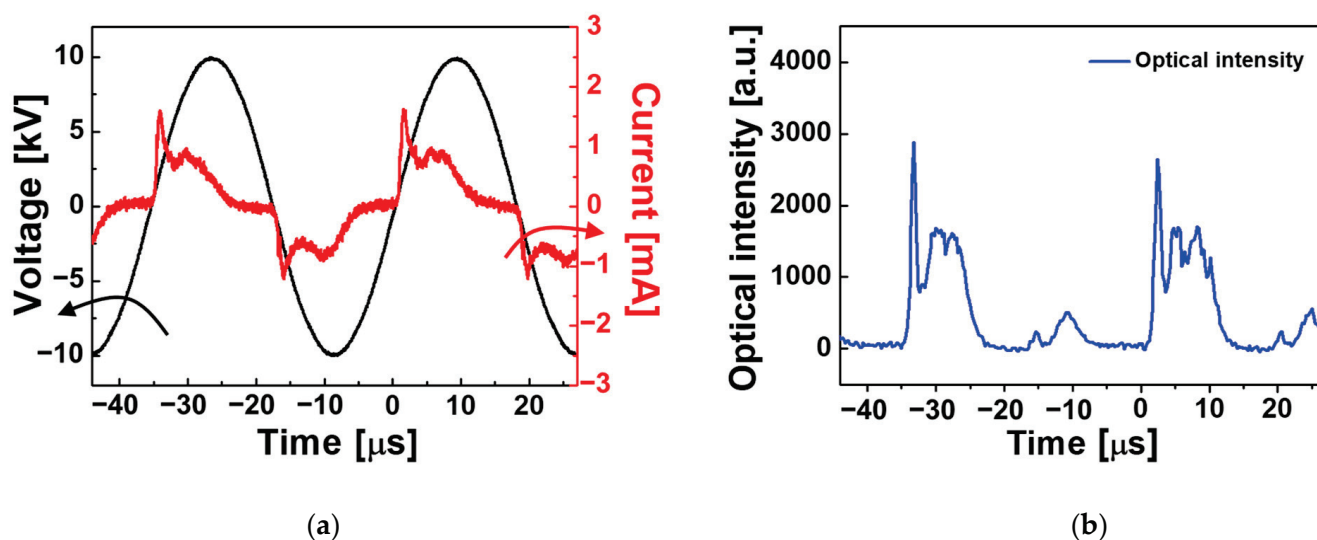 Voltage [kV]
10
5
0
−5
−10
3
2
1
0
−1
−2
−3
Current [mA]
−40 −30 −20 −10 0 10 20
Time [μs]
(a)
Optical intensity [a.u.]
4000
3000
2000
1000
0
Optical intensity
−40 −30 −20 −10 0 10 20
Time [μs]
(b)